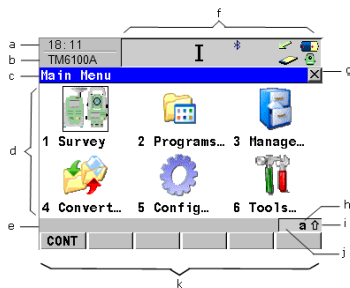 f
a 18:11 I
b TM6100A
c Main Menu g
d
1 Survey 2 Programs… 3 Manage…
4 Convert… 5 Config… 6 Tools…
h
e a i
j
CONT
k